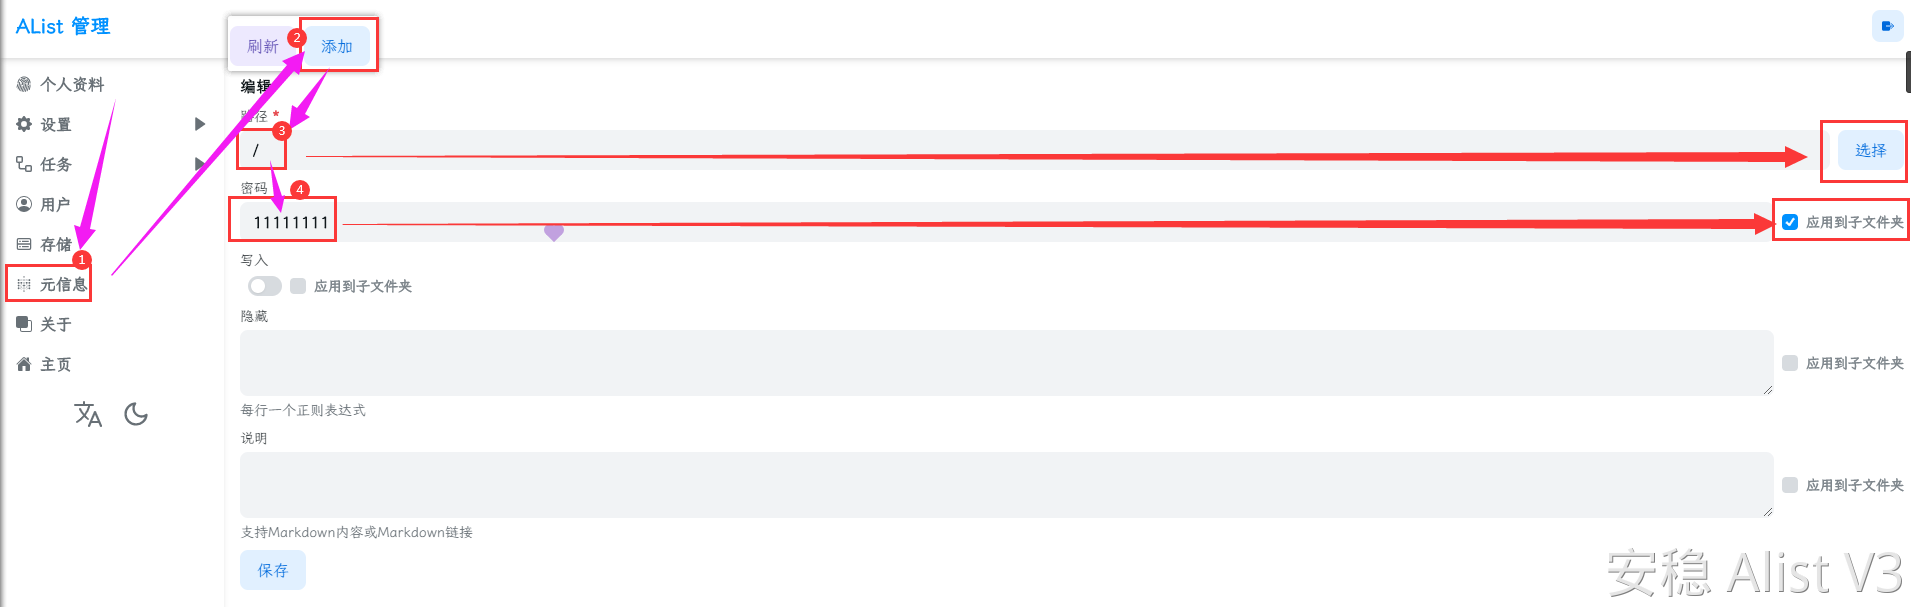 AList 管理
刷新
2
添加
个人资料
设置
任务
用户
存储
1
元信息
关于
主页
编辑
路径 *
3
/
选择
密码
4
11111111
应用到子文件夹
写入
应用到子文件夹
隐藏
应用到子文件夹
每行一个正则表达式
说明
应用到子文件夹
支持Markdown内容或Markdown链接
保存
安稳 Alist V3